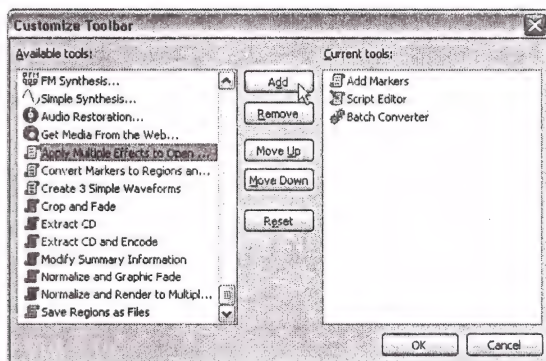 Customize Toolbar
Available tools:
FM Synthesis...
Simple Synthesis...
Audio Restoration...
Get Media From the Web...
Apply Multiple Effects to Open ...
Convert Markers to Regions an...
Create 3 Simple Waveforms
Crop and Fade
Extract CD
Extract CD and Encode
Modify Summary Information
Normalize and Graphic Fade
Normalize and Render to Multipl...
Save Regions as Files
Add
Remove
Move Up
Move Down
Reset
Current tools:
Add Markers
Script Editor
Batch Converter
OK
Cancel